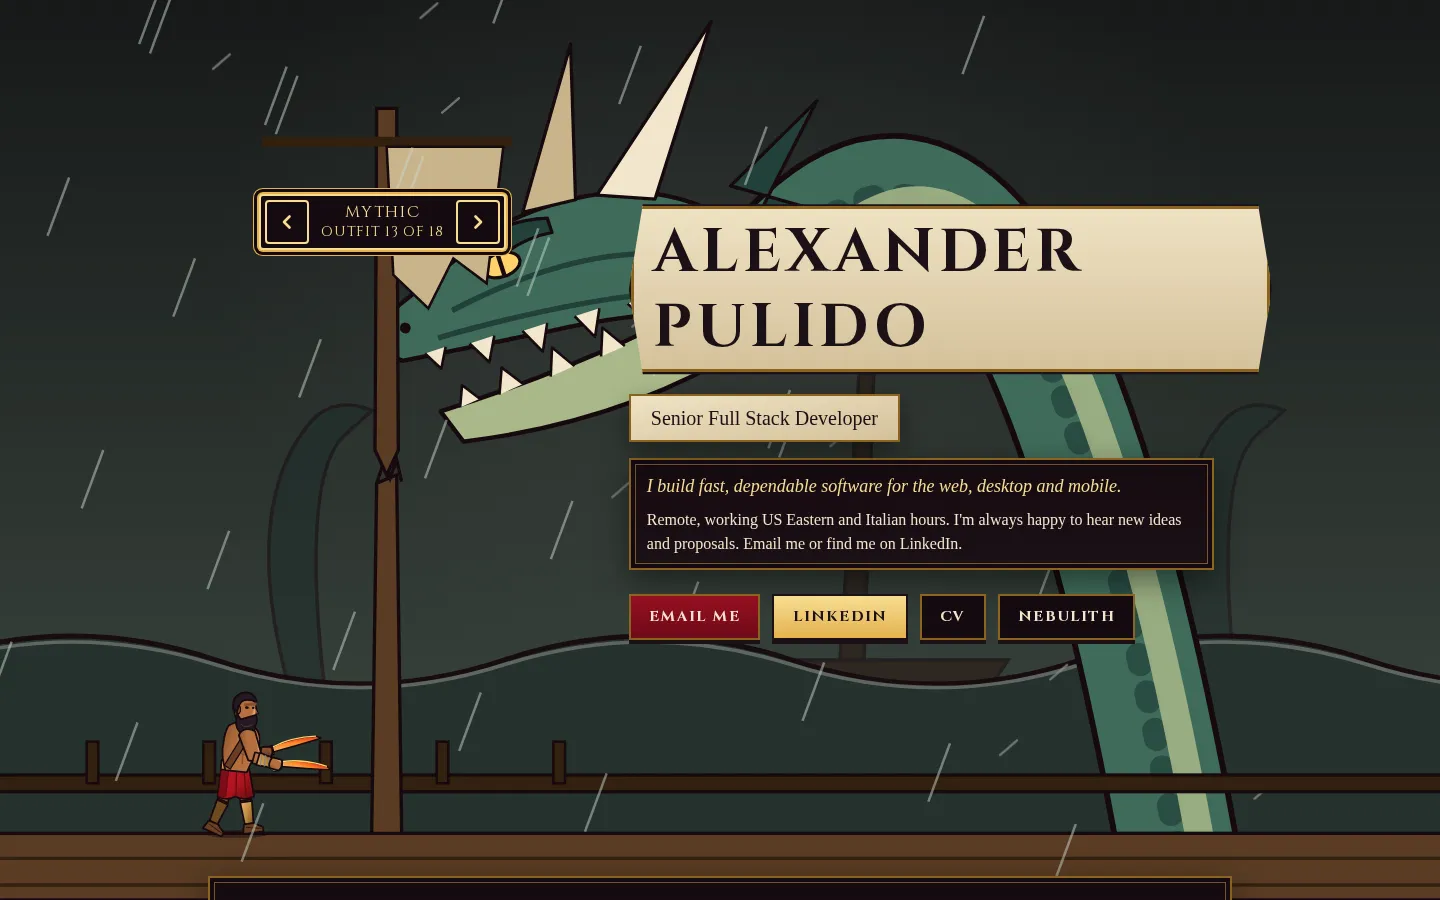 MYTHIC
OUTFIT 13 OF 18
ALEXANDER
PULIDO
Senior Full Stack Developer
I build fast, dependable software for the web, desktop and mobile.
Remote, working US Eastern and Italian hours. I'm always happy to hear new ideas
and proposals. Email me or find me on LinkedIn.
EMAIL ME
LINKEDIN
CV
NEBULITH